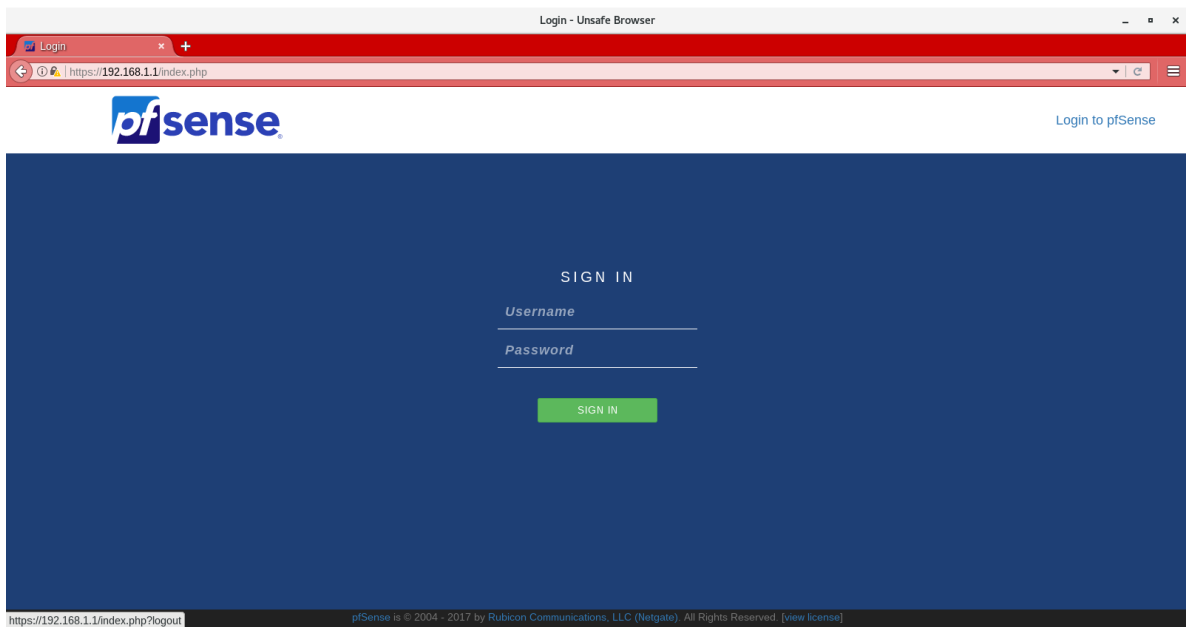 Login - Unsafe Browser
pf Login
https://192.168.1.1/index.php
pfsense.
Login to pfSense
SIGN IN
Username
Password
SIGN IN
pfSense is © 2004 - 2017 by Rubicon Communications, LLC (Netgate). All Rights Reserved. [view license]
https://192.168.1.1/index.php?logout